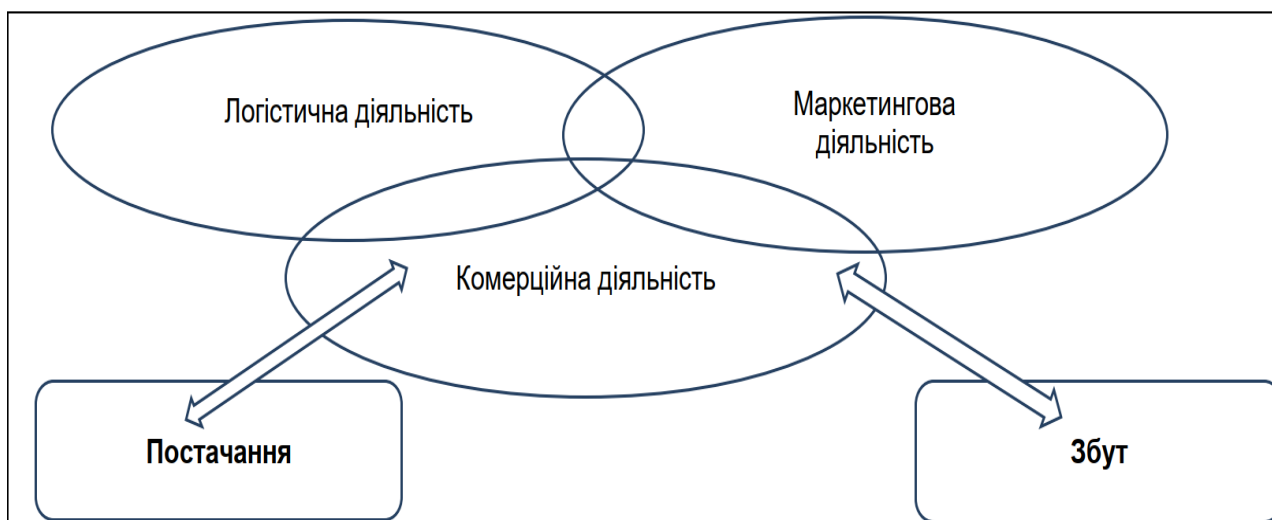 Логістична діяльність
Маркетингова
діяльність
Комерційна діяльність
Постачання
Збут